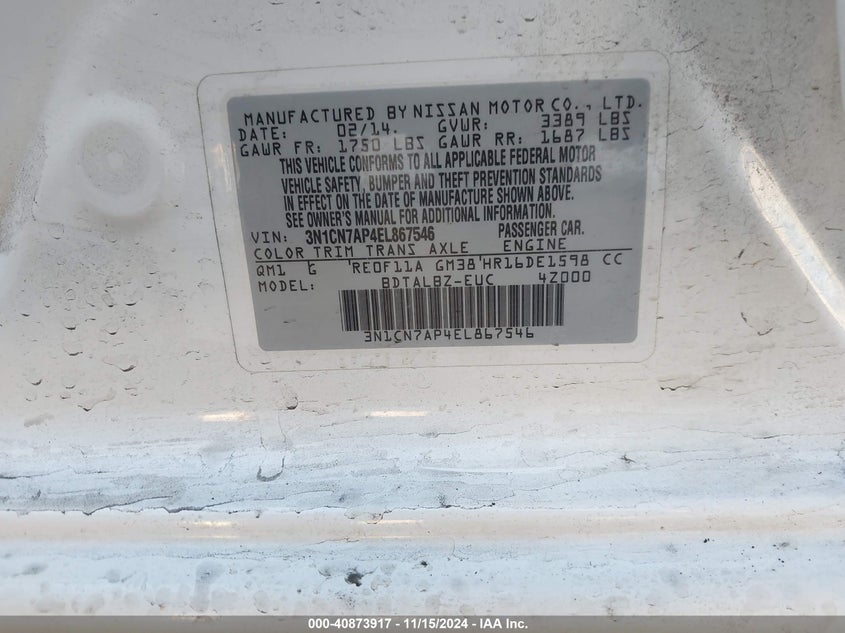 MANUFACTURED BY NISSAN MOTOR CO., LTD.
DATE: 02/14. GVWR: 3389 LBS
GAWR FR: 1750 LBS GAWR RR: 1687 LBS
THIS VEHICLE CONFORMS TO ALL APPLICABLE FEDERAL MOTOR
VEHICLE SAFETY, BUMPER AND THEFT PREVENTION STANDARDS
IN EFFECT ON THE DATE OF MANUFACTURE SHOWN ABOVE.
SEE OWNER'S MANUAL FOR ADDITIONAL INFORMATION.
VIN: 3N1CN7AP4EL867546 PASSENGER CAR.
COLOR TRIM TRANS AXLE ENGINE
QM1 G RE0F11A GM38 HR16DE1598 CC
MODEL: BDTALBZ-EUC 4Z000
3N1CN7AP4EL867546
000-40873917 - 11/15/2024 - IAA Inc.